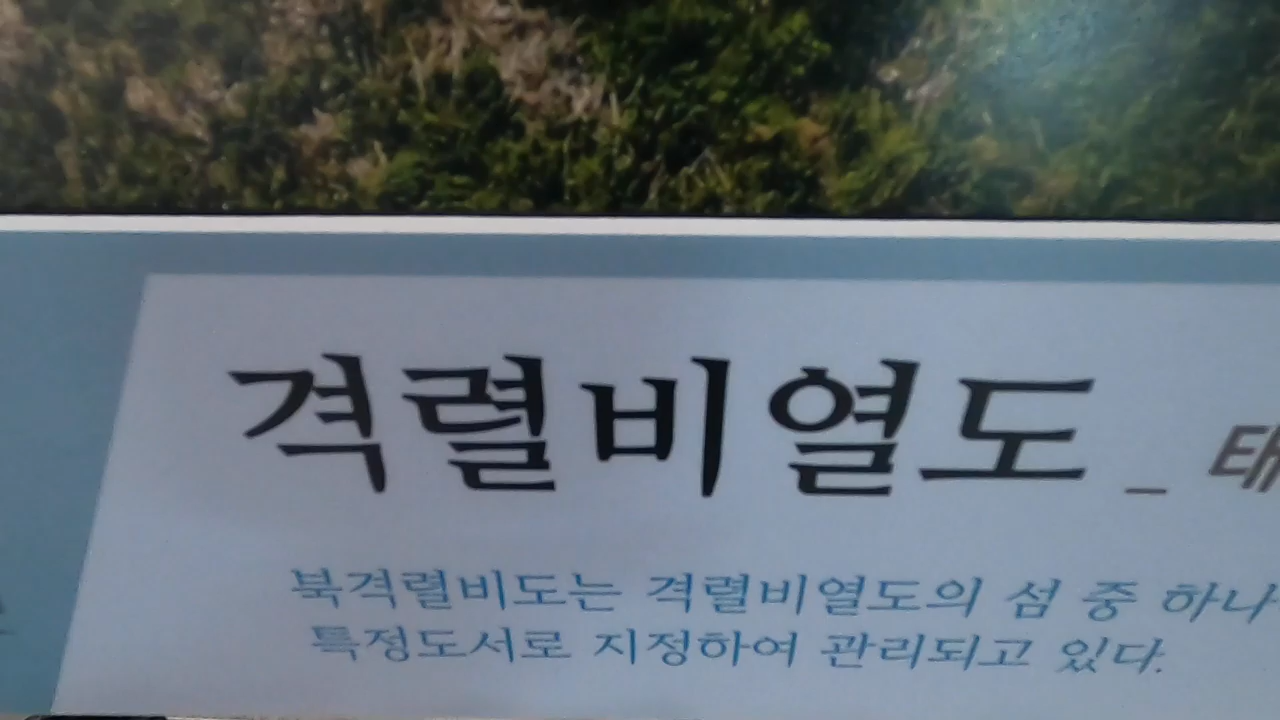 격렬비열도 _ 태
북격렬비도는 격렬비열도의 섬 중 하나
특정도서로 지정하여 관리되고 있다.